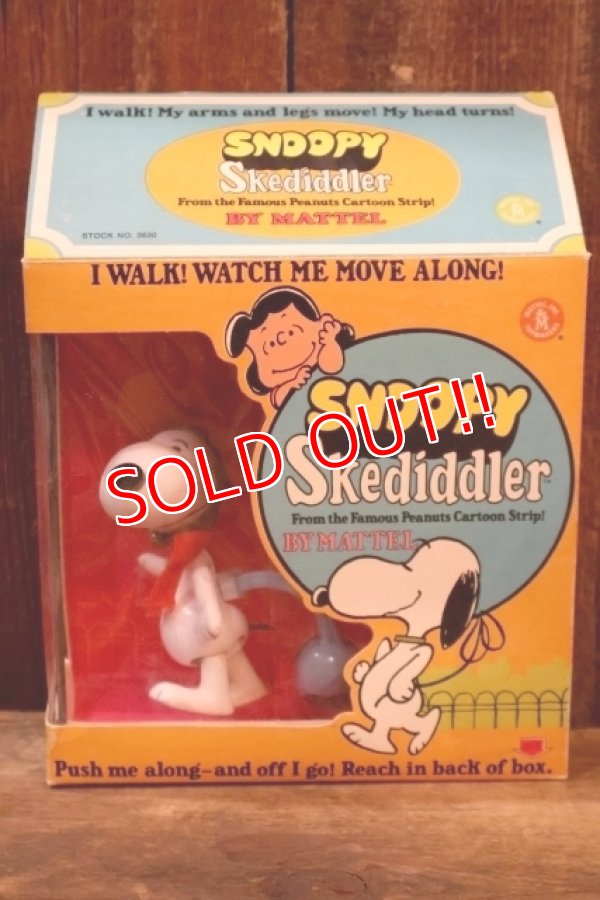 I walk! My arms and legs move! My head turns!
SNOOPY
Skediddler
From the Famous Peanuts Cartoon Strip!
BY MATTEL
STOCK NO. 3630
I WALK! WATCH ME MOVE ALONG!
SNOOPY
Skediddler
From the Famous Peanuts Cartoon Strip!
BY MATTEL
SOLD OUT!!
Push me along—and off I go! Reach in back of box.